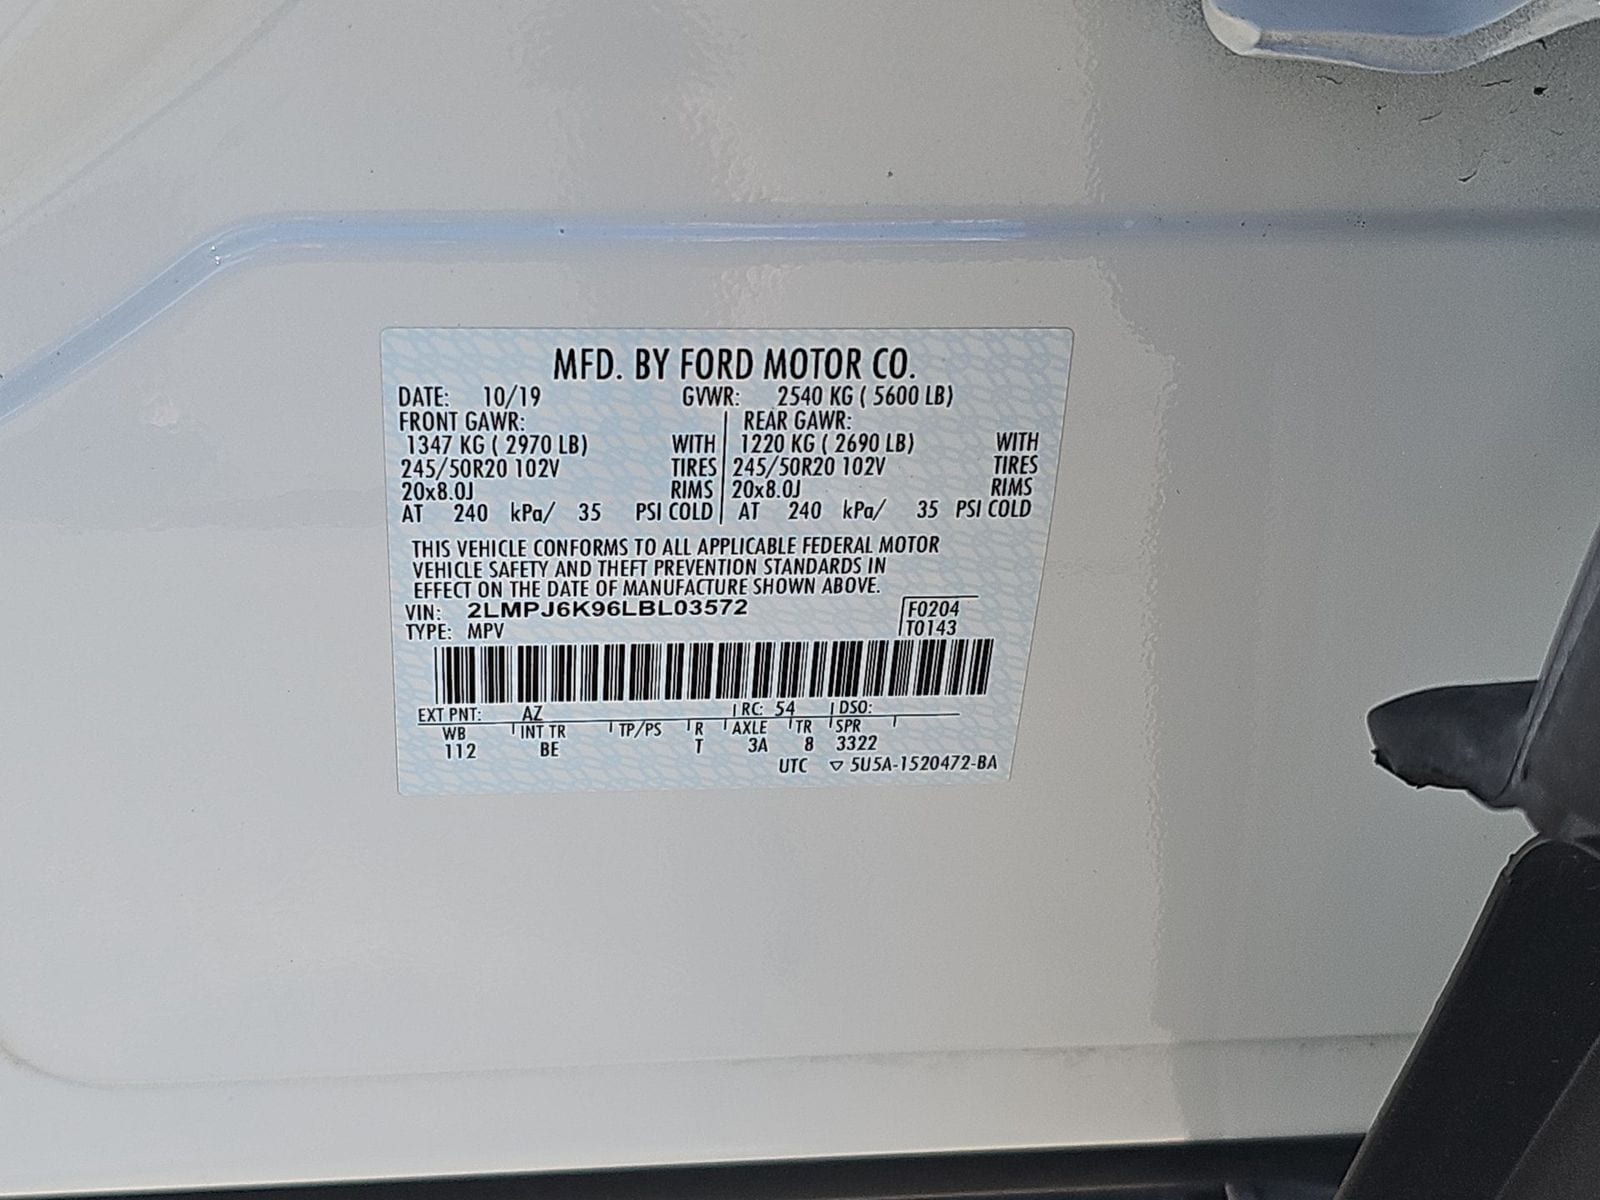 MFD. BY FORD MOTOR CO.
DATE: 10/19 GVWR: 2540 KG ( 5600 LB)
FRONT GAWR: REAR GAWR:
1347 KG ( 2970 LB) WITH 1220 KG ( 2690 LB) WITH
245/50R20 102V TIRES 245/50R20 102V TIRES
20x8.0J RIMS 20x8.0J RIMS
AT 240 kPa/ 35 PSI COLD AT 240 kPa/ 35 PSI COLD
THIS VEHICLE CONFORMS TO ALL APPLICABLE FEDERAL MOTOR
VEHICLE SAFETY AND THEFT PREVENTION STANDARDS IN
EFFECT ON THE DATE OF MANUFACTURE SHOWN ABOVE.
VIN: 2LMPJ6K96LBL03572 F0204
TYPE: MPV T0143
EXT PNT: AZ RC: 54 DSO:
WB INT TR TP/PS R AXLE TR SPR
112 BE T 3A 8 3322
UTC ▽ 5U5A-1520472-BA